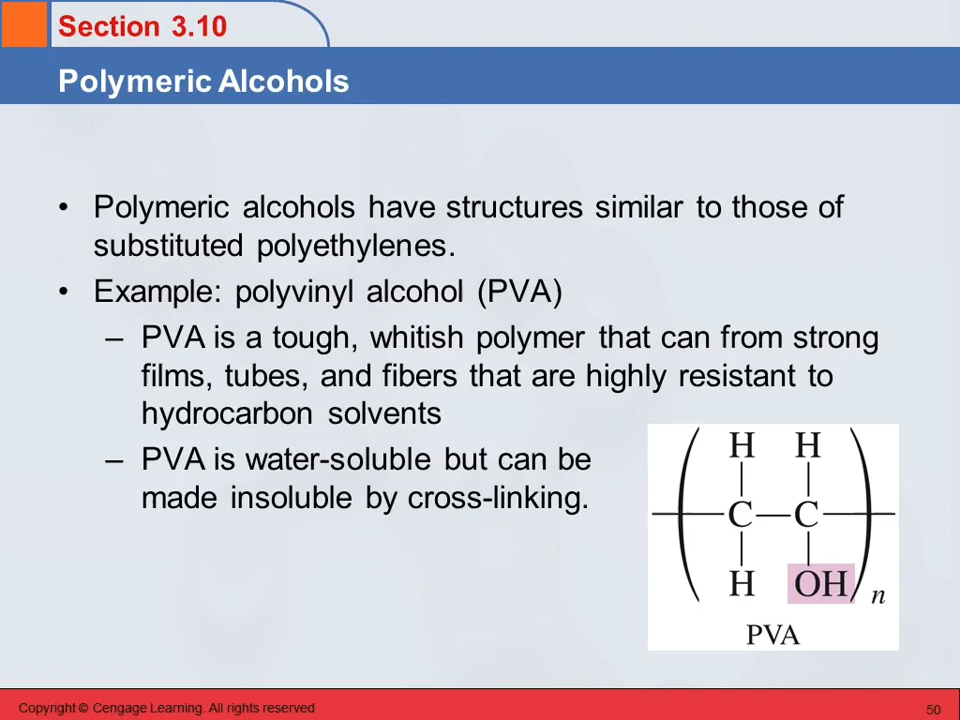 Section 3.10
Polymeric Alcohols
• Polymeric alcohols have structures similar to those of
substituted polyethylenes.
• Example: polyvinyl alcohol (PVA)
– PVA is a tough, whitish polymer that can from strong
films, tubes, and fibers that are highly resistant to
hydrocarbon solvents
– PVA is water-soluble but can be
made insoluble by cross-linking.
H H
C C
H OH n
PVA
Copyright © Cengage Learning. All rights reserved
50